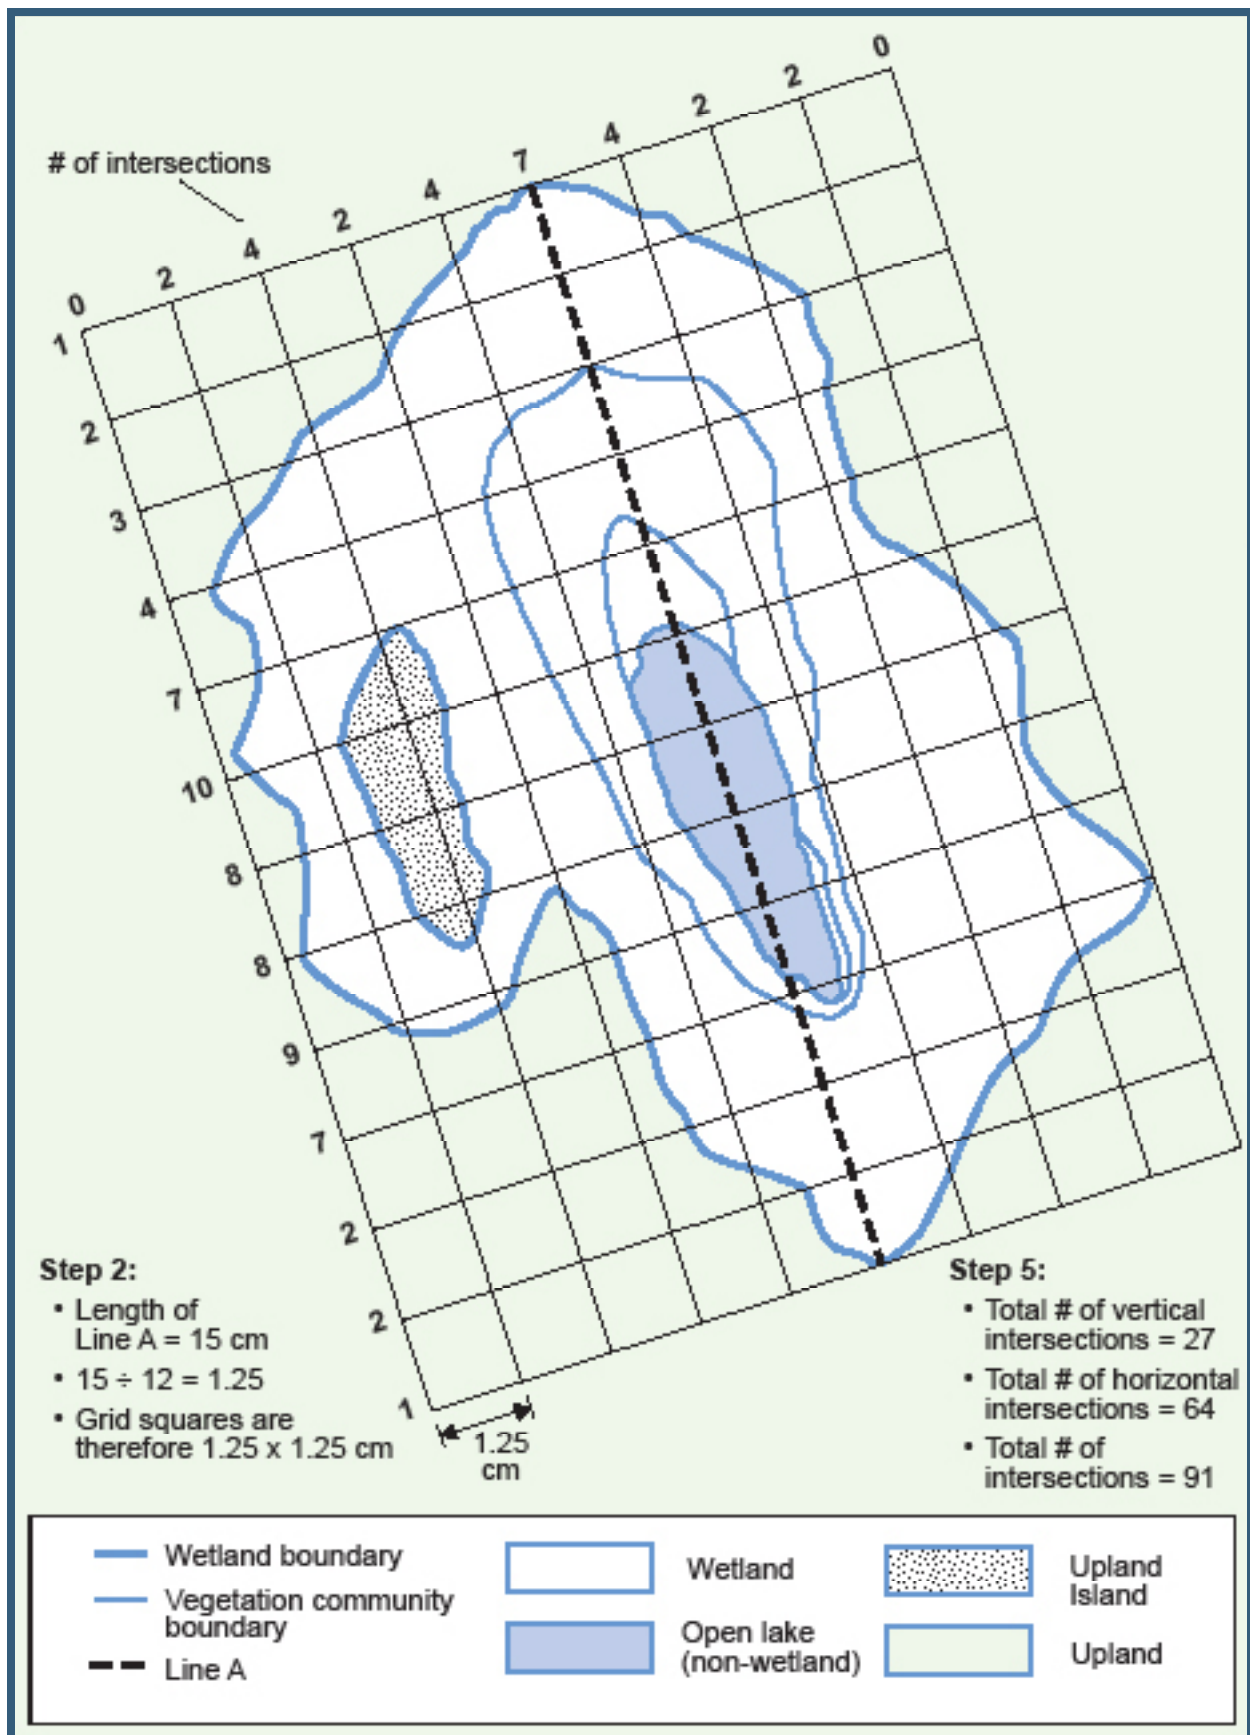 0
2
2
4
7
4
2
4
2
0
# of intersections
1
2
3
4
7
10
8
8
9
7
2
2
1
Step 2:
• Length of
Line A = 15 cm
• 15 ÷ 12 = 1.25
• Grid squares are
therefore 1.25 x 1.25 cm
1.25
cm
Step 5:
• Total # of vertical
intersections = 27
• Total # of horizontal
intersections = 64
• Total # of
intersections = 91
Wetland boundary
Vegetation community
boundary
Line A
Wetland
Open lake
(non-wetland)
Upland
Island
Upland